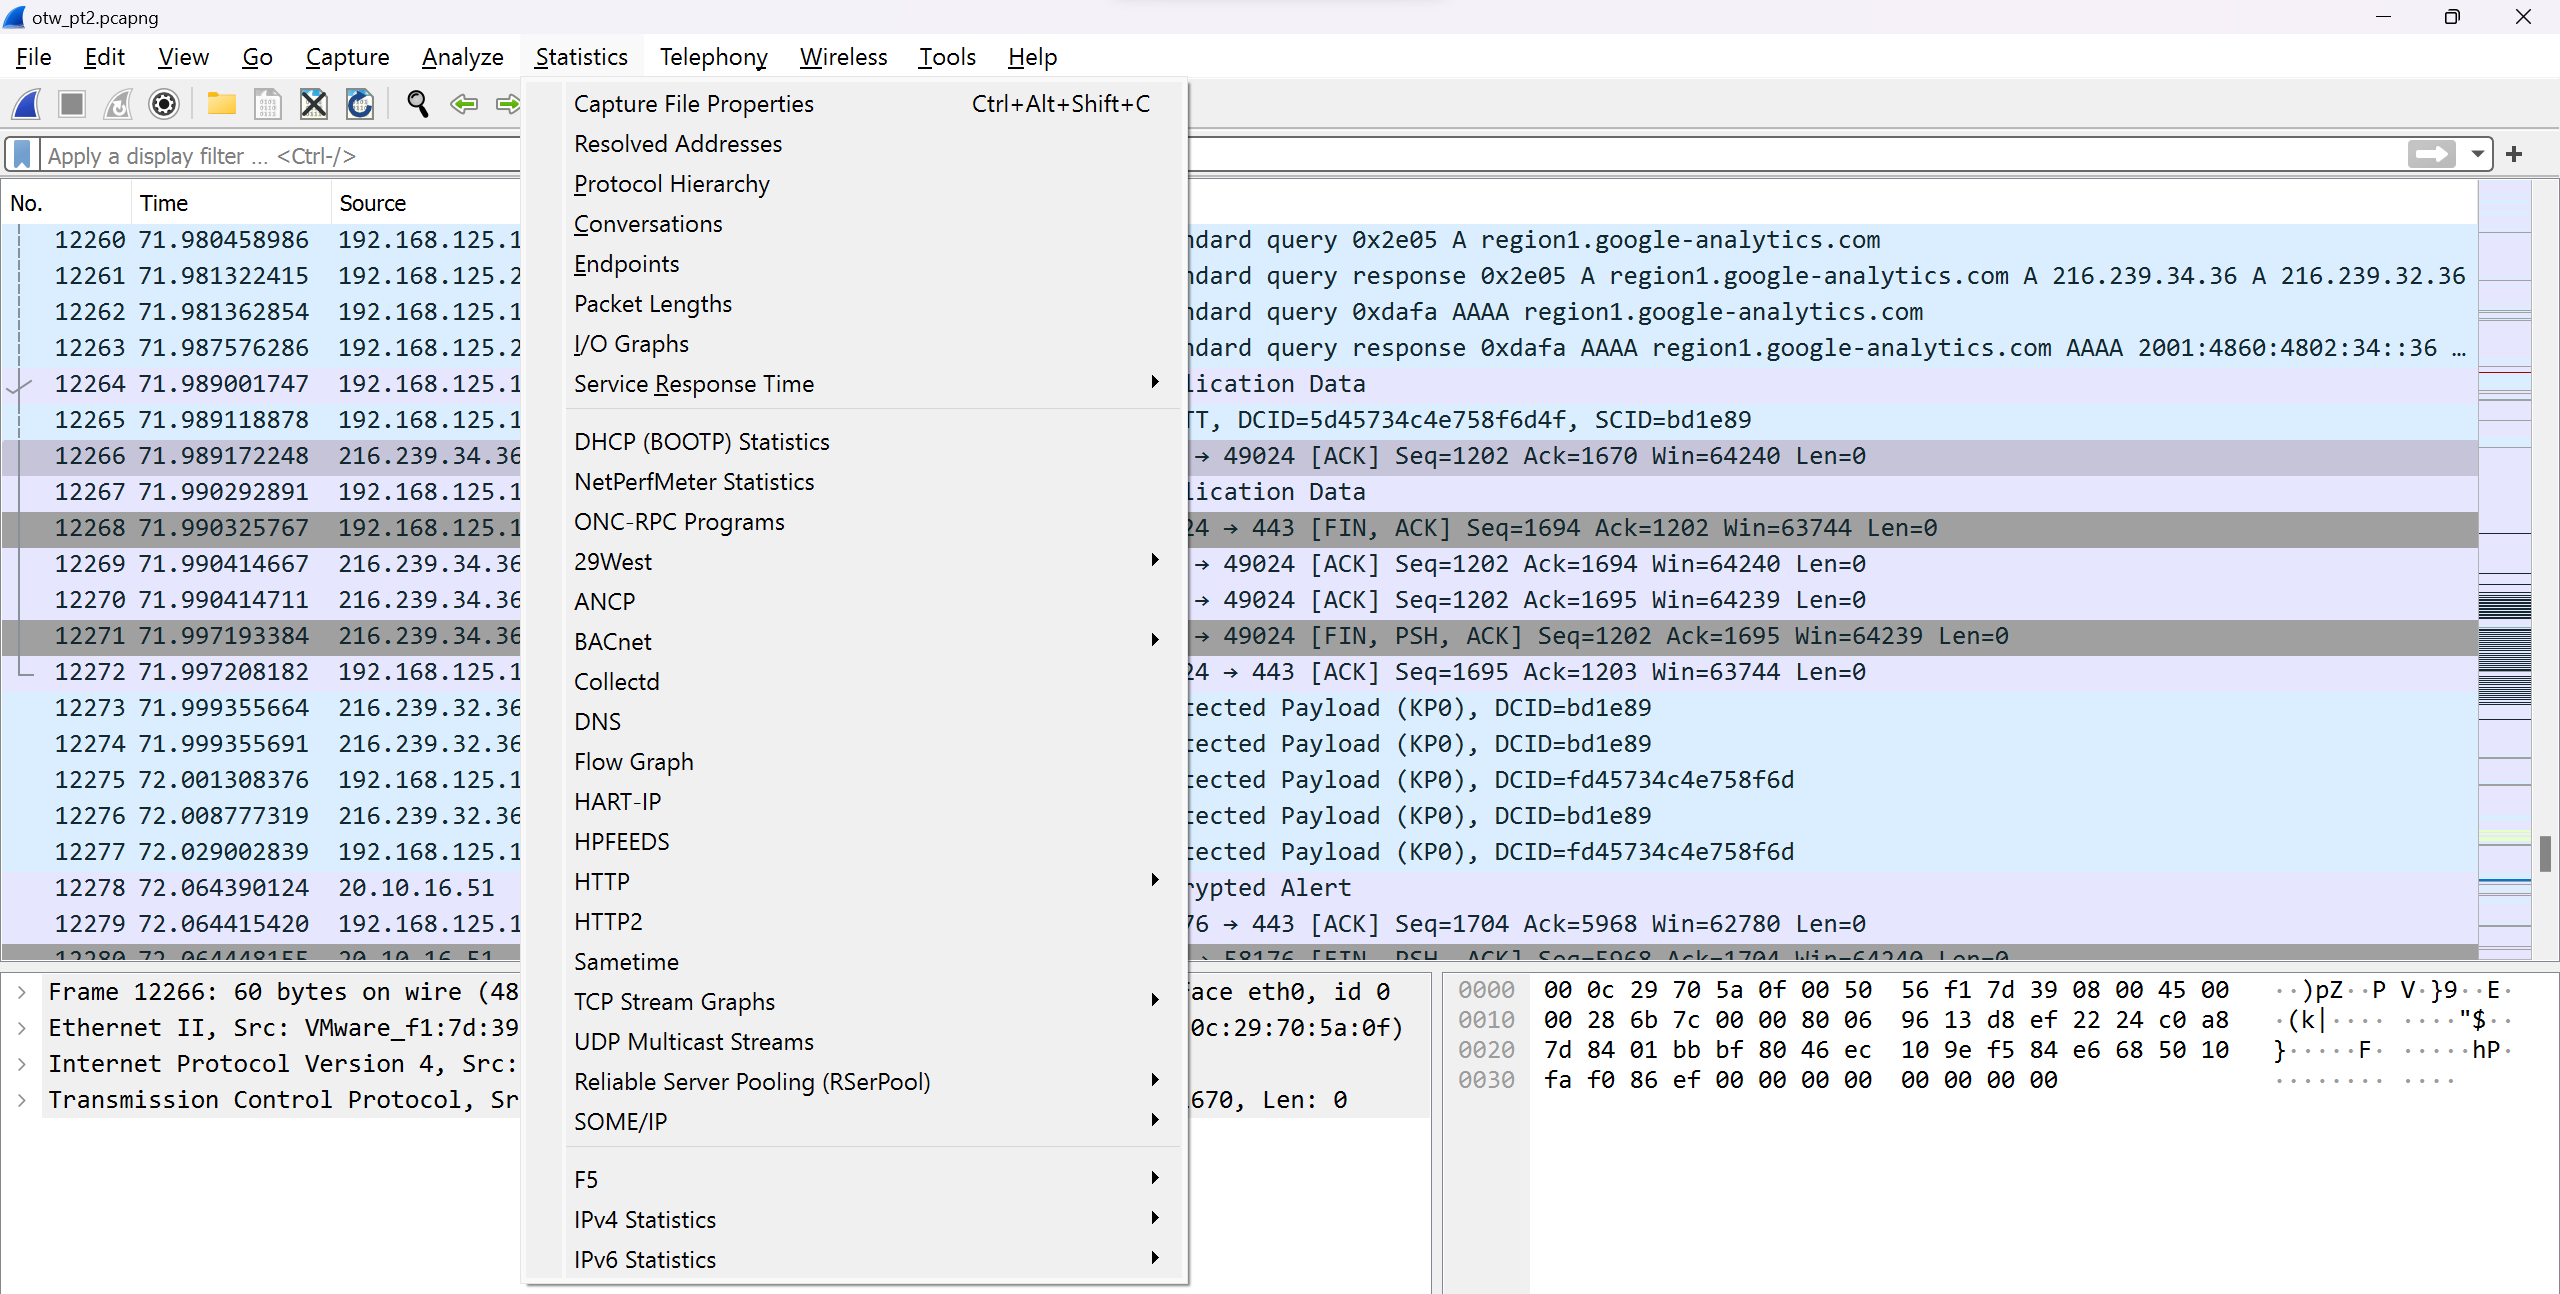 otw_pt2.pcapng
File Edit View Go Capture Analyze Statistics Telephony Wireless Tools Help
Apply a display filter ... <Ctrl-/>
No. Time Source
12260 71.980458986 192.168.125.1
12261 71.981322415 192.168.125.2
12262 71.981362854 192.168.125.1
12263 71.987576286 192.168.125.2
12264 71.989001747 192.168.125.1
12265 71.989118878 192.168.125.1
12266 71.989172248 216.239.34.36
12267 71.990292891 192.168.125.1
12268 71.990325767 192.168.125.1
12269 71.990414667 216.239.34.36
12270 71.990414711 216.239.34.36
12271 71.997193384 216.239.34.36
12272 71.997208182 192.168.125.1
12273 71.999355664 216.239.32.36
12274 71.999355691 216.239.32.36
12275 72.001308376 192.168.125.1
12276 72.008777319 216.239.32.36
12277 72.029002839 192.168.125.1
12278 72.064390124 20.10.16.51
12279 72.064415420 192.168.125.1
12280 72.064448155 20.10.16.51
Capture File Properties Ctrl+Alt+Shift+C
Resolved Addresses
Protocol Hierarchy
Conversations
Endpoints
Packet Lengths
I/O Graphs
Service Response Time
DHCP (BOOTP) Statistics
NetPerfMeter Statistics
ONC-RPC Programs
29West
ANCP
BACnet
Collectd
DNS
Flow Graph
HART-IP
HPFEEDS
HTTP
HTTP2
Sametime
TCP Stream Graphs
UDP Multicast Streams
Reliable Server Pooling (RSerPool)
SOME/IP
F5
IPv4 Statistics
IPv6 Statistics
ndard query 0x2e05 A region1.google-analytics.com
ndard query response 0x2e05 A region1.google-analytics.com A 216.239.34.36 A 216.239.32.36
ndard query 0xdafa AAAA region1.google-analytics.com
ndard query response 0xdafa AAAA region1.google-analytics.com AAAA 2001:4860:4802:34::36 …
lication Data
TT, DCID=5d45734c4e758f6d4f, SCID=bd1e89
→ 49024 [ACK] Seq=1202 Ack=1670 Win=64240 Len=0
lication Data
24 → 443 [FIN, ACK] Seq=1694 Ack=1202 Win=63744 Len=0
→ 49024 [ACK] Seq=1202 Ack=1694 Win=64240 Len=0
→ 49024 [ACK] Seq=1202 Ack=1695 Win=64239 Len=0
→ 49024 [FIN, PSH, ACK] Seq=1202 Ack=1695 Win=64239 Len=0
24 → 443 [ACK] Seq=1695 Ack=1203 Win=63744 Len=0
tected Payload (KP0), DCID=bd1e89
tected Payload (KP0), DCID=bd1e89
tected Payload (KP0), DCID=fd45734c4e758f6d
tected Payload (KP0), DCID=bd1e89
tected Payload (KP0), DCID=fd45734c4e758f6d
rypted Alert
76 → 443 [ACK] Seq=1704 Ack=5968 Win=62780 Len=0
→ 58176 [FIN, PSH, ACK] Seq=5968 Ack=1704 Win=64240 Len=0
Frame 12266: 60 bytes on wire (48
Ethernet II, Src: VMware_f1:7d:39
Internet Protocol Version 4, Src:
Transmission Control Protocol, Sr
face eth0, id 0
0c:29:70:5a:0f)
1670, Len: 0
0000 00 0c 29 70 5a 0f 00 50 56 f1 7d 39 08 00 45 00 ··)pZ··P V·}9··E·
0010 00 28 6b 7c 00 00 80 06 96 13 d8 ef 22 24 c0 a8 ·(k|···· ····"$··
0020 7d 84 01 bb bf 80 46 ec 10 9e f5 84 e6 68 50 10 }·····F· ·····hP·
0030 fa f0 86 ef 00 00 00 00 00 00 00 00 ········ ····